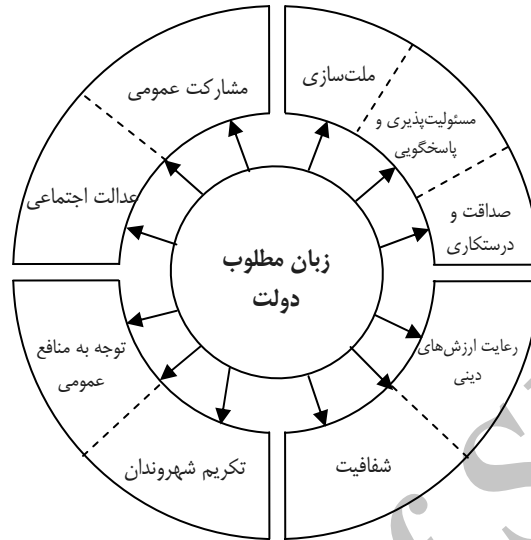 مشارکت عمومی
ملت‌سازی
مسئولیت‌پذیری و
پاسخگویی
عدالت اجتماعی
صداقت و
درستکاری
زبان مطلوب
دولت
توجه به منافع
عمومی
رعایت ارزش‌های
دینی
تکریم شهروندان
شفافیت